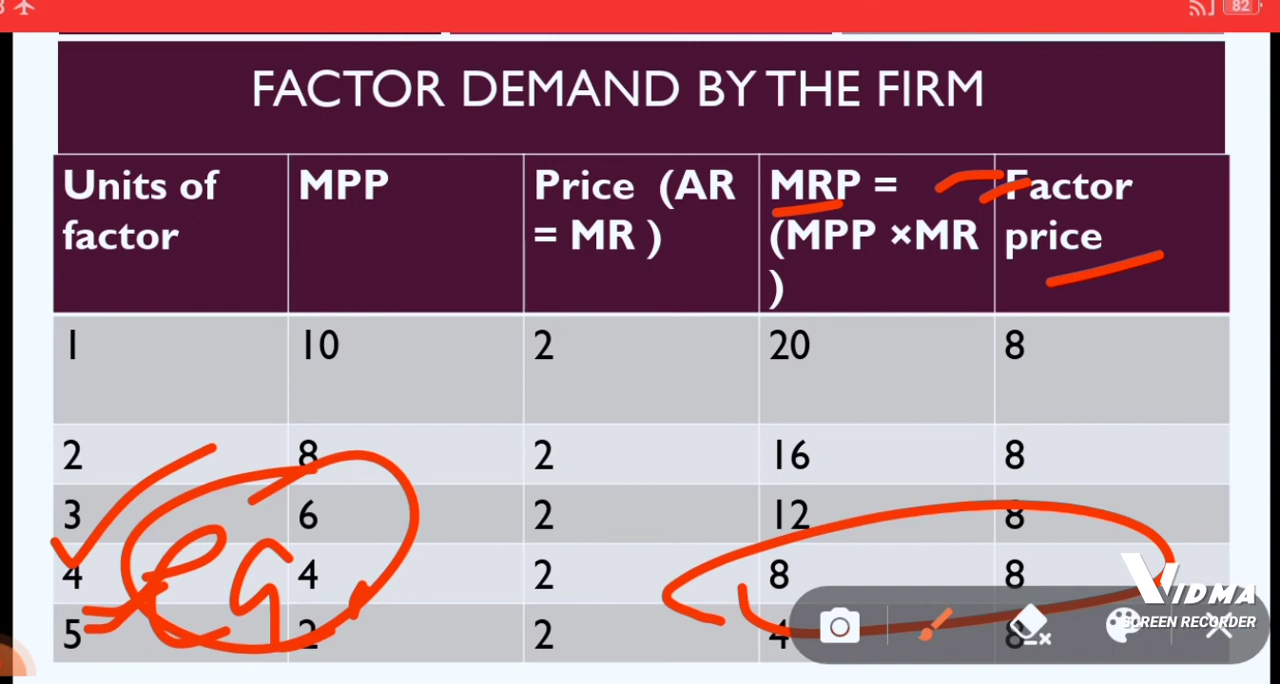 82
FACTOR DEMAND BY THE FIRM
Units of factor MPP Price (AR = MR ) MRP = (MPP ×MR ) Factor price
1 10 2 20 8
2 8 2 16 8
3 6 2 12 8
4 4 2 8 8
5 2 2 4 8
VIDMA
SCREEN RECORDER